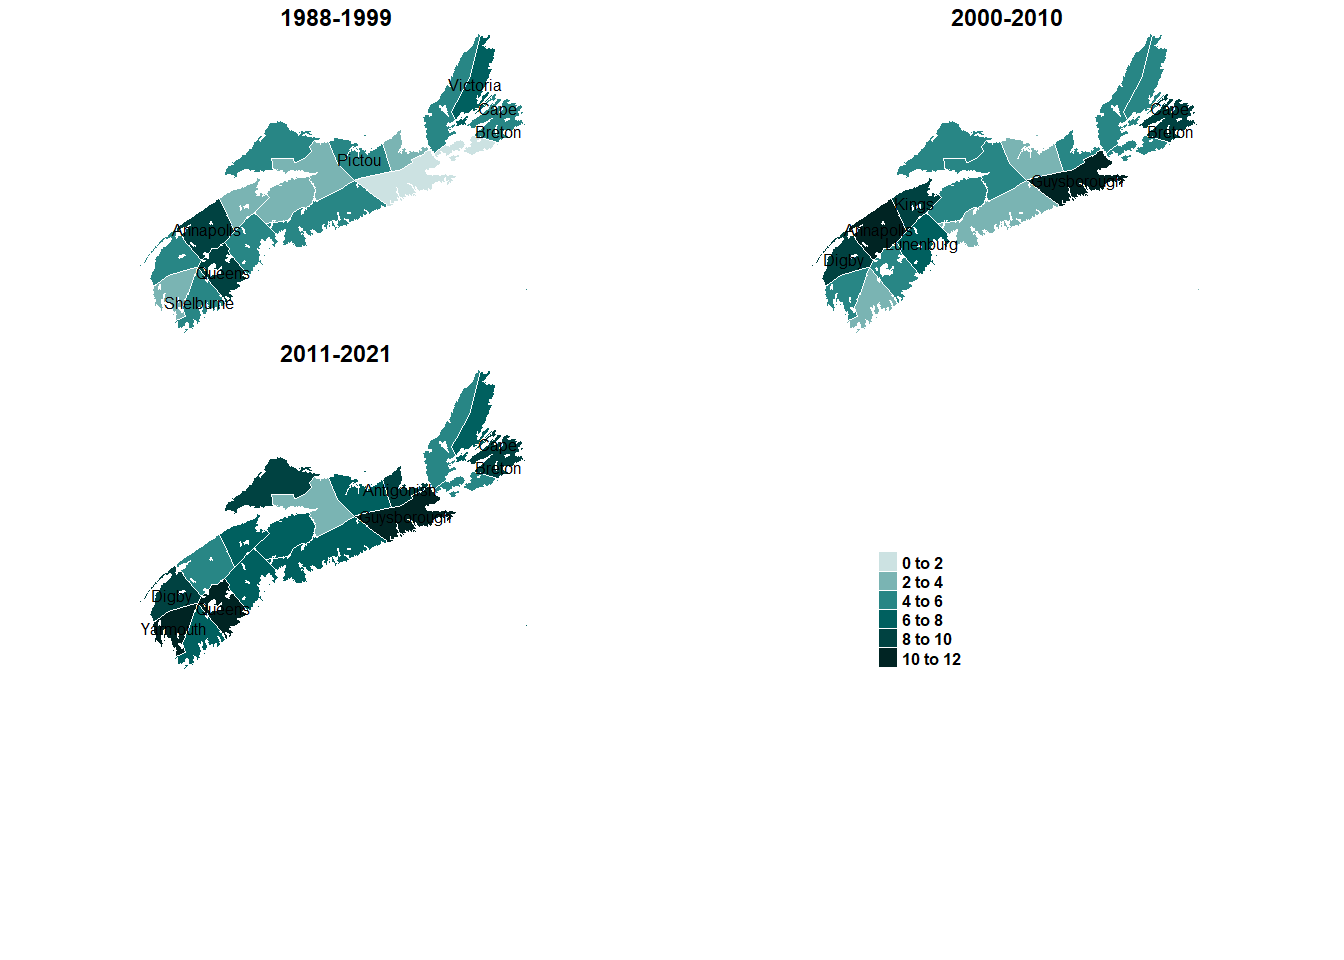 1988-1999
Victoria
Cape
Breton
Pictou
Annapolis
Queens
Shelburne
2000-2010
Cape
Breton
Guysborough
Kings
Annapolis
Lunenburg
Digby
2011-2021
Cape
Breton
Antigonish
Guysborough
Digby
Queens
Yarmouth
0 to 2
2 to 4
4 to 6
6 to 8
8 to 10
10 to 12